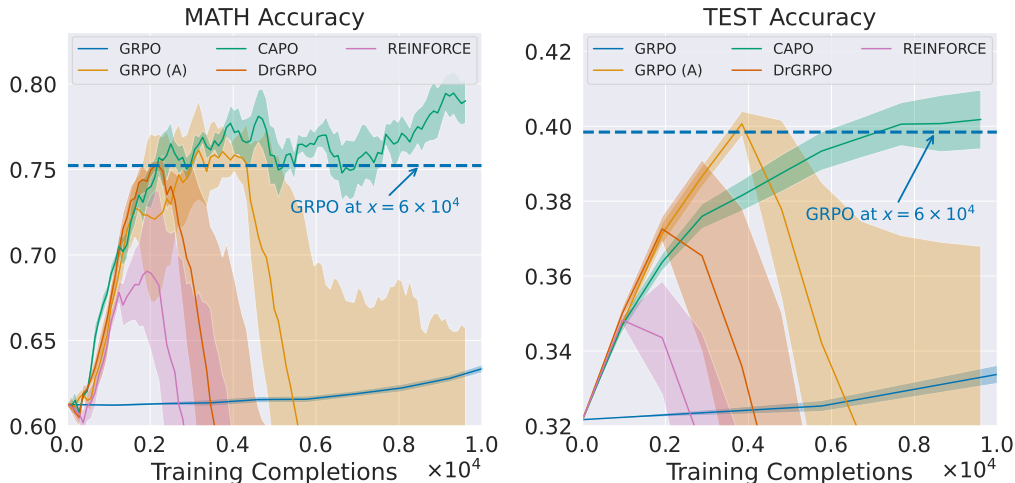 MATH Accuracy
GRPO
CAPO
REINFORCE
GRPO (A)
DrGRPO
0.80
0.75
0.70
0.65
0.60
GRPO at x = 6 × 10⁴
0.0 0.2 0.4 0.6 0.8 1.0
Training Completions
×10⁴
TEST Accuracy
GRPO
CAPO
REINFORCE
GRPO (A)
DrGRPO
0.42
0.40
0.38
0.36
0.34
0.32
GRPO at x = 6 × 10⁴
0.0 0.2 0.4 0.6 0.8 1.0
Training Completions
×10⁴